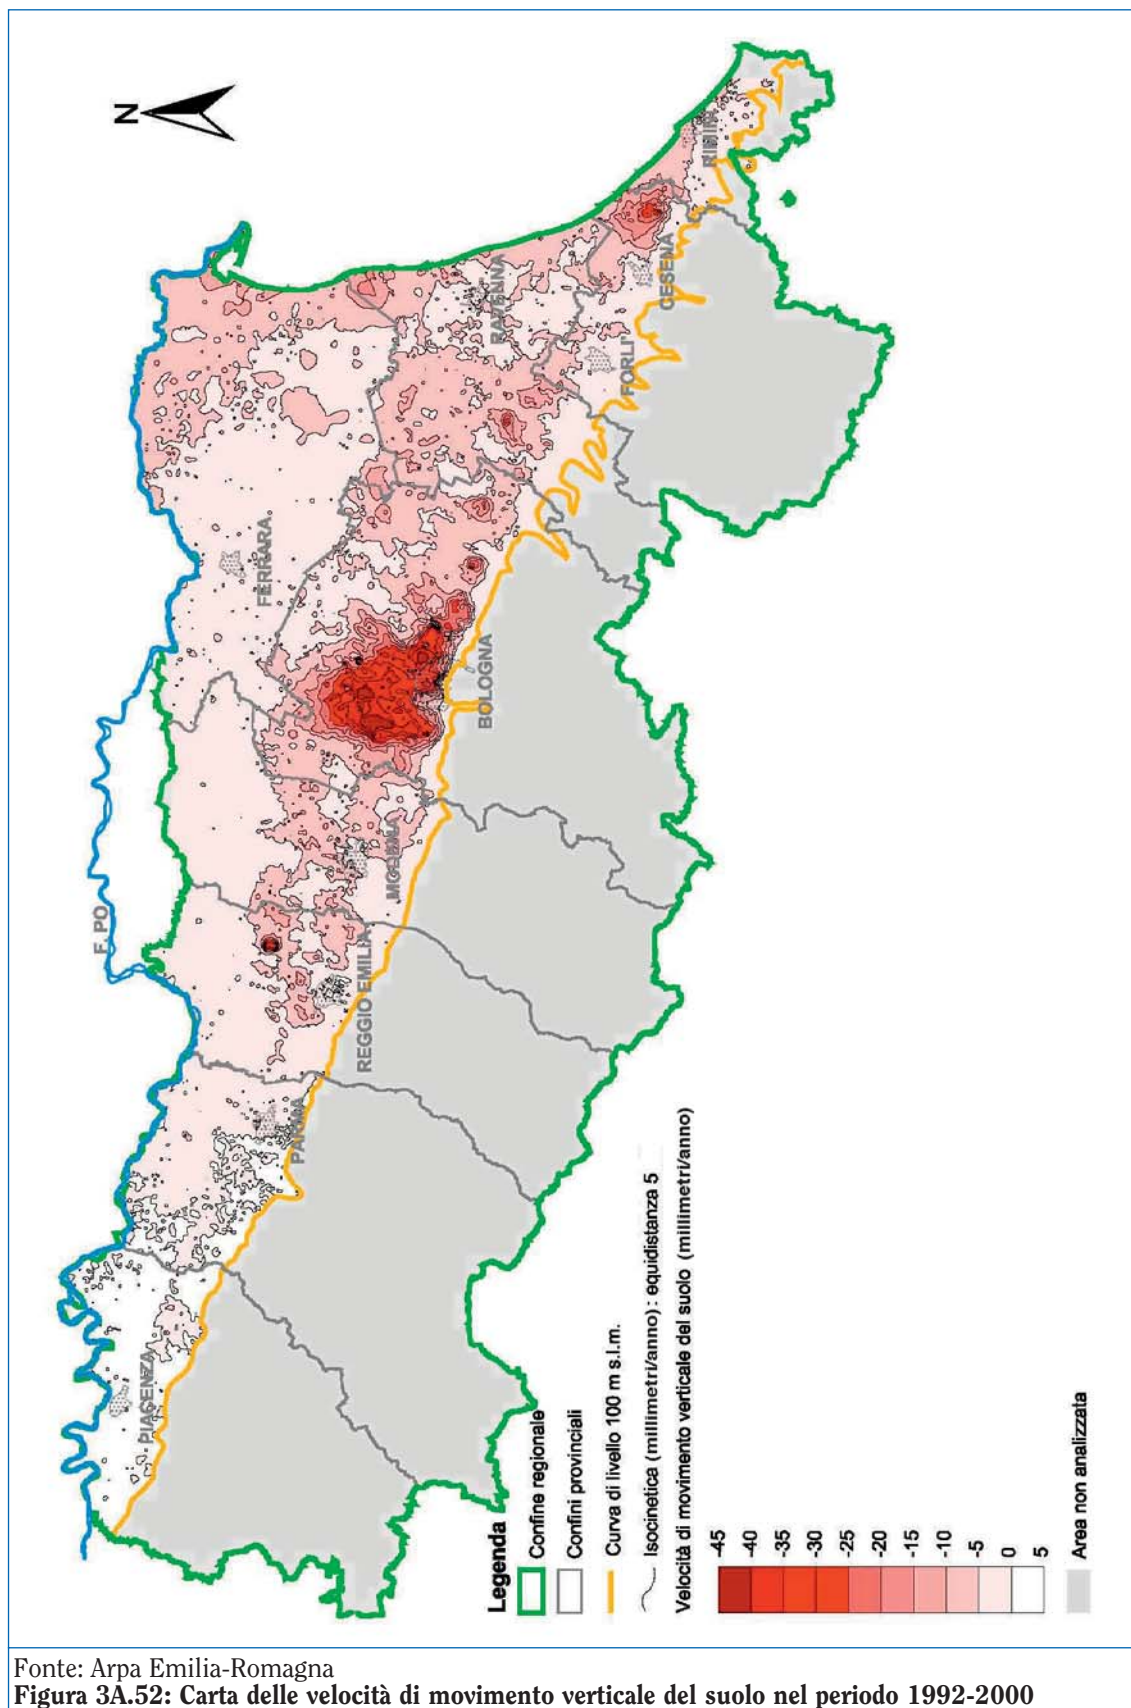 N
F. PO
PIACENZA
PARMA
REGGIO EMILIA
MODENA
BOLOGNA
FERRARA
RAVENNA
FORLI'
CESENA
RIMINI
Legenda
Confine regionale
Confini provinciali
Curva di livello 100 m s.l.m.
Isocinetica (millimetri/anno) : equidistanza 5
Velocità di movimento verticale del suolo (millimetri/anno)
-45
-40
-35
-30
-25
-20
-15
-10
-5
0
5
Area non analizzata
Fonte: Arpa Emilia-Romagna
Figura 3A.52: Carta delle velocità di movimento verticale del suolo nel periodo 1992-2000